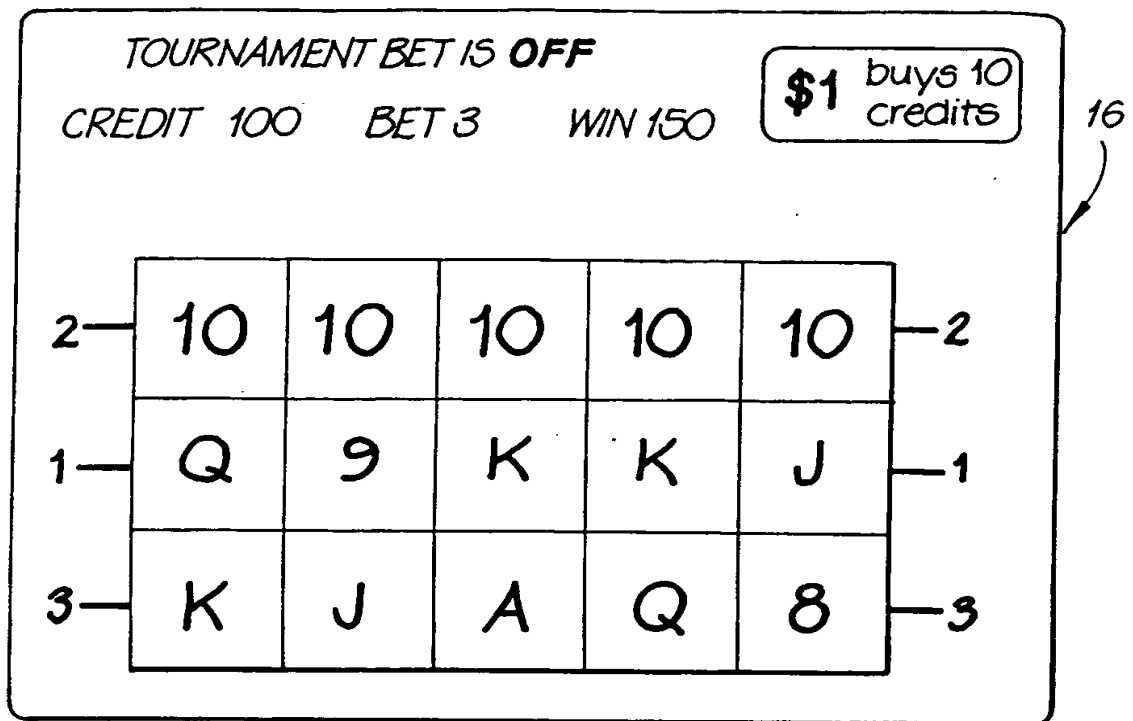 TOURNAMENT BET IS OFF
$1 buys 10
credits
CREDIT 100 BET 3 WIN 150
16
2 10 10 10 10 10 2
1 Q 9 K K J 1
3 K J A Q 8 3